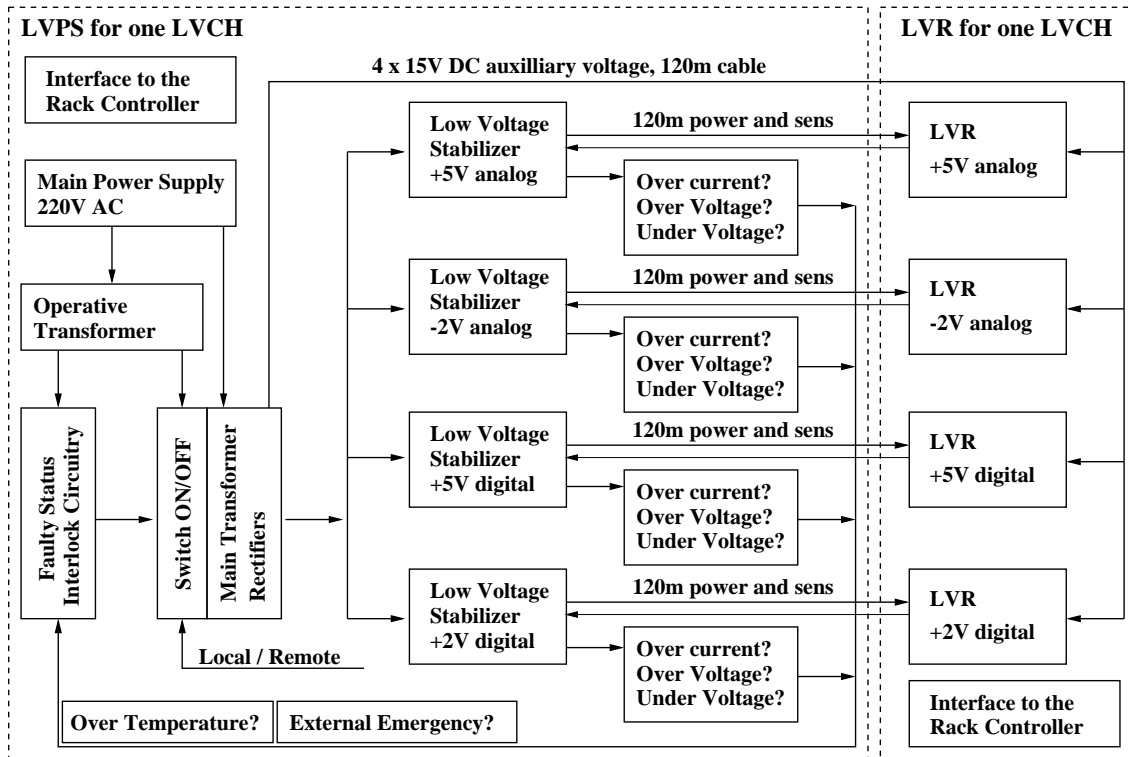 LVPS for one LVCH
LVR for one LVCH
Interface to the
Rack Controller
4 x 15V DC auxilliary voltage, 120m cable
Main Power Supply
220V AC
Operative
Transformer
Faulty Status
Interlock Circuitry
Switch ON/OFF
Main Transformer
Rectifiers
Local / Remote
Over Temperature?
External Emergency?
Low Voltage
Stabilizer
+5V analog
120m power and sens
Over current?
Over Voltage?
Under Voltage?
LVR
+5V analog
Low Voltage
Stabilizer
-2V analog
120m power and sens
Over current?
Over Voltage?
Under Voltage?
LVR
-2V analog
Low Voltage
Stabilizer
+5V digital
120m power and sens
Over current?
Over Voltage?
Under Voltage?
LVR
+5V digital
Low Voltage
Stabilizer
+2V digital
120m power and sens
Over current?
Over Voltage?
Under Voltage?
LVR
+2V digital
Interface to the
Rack Controller